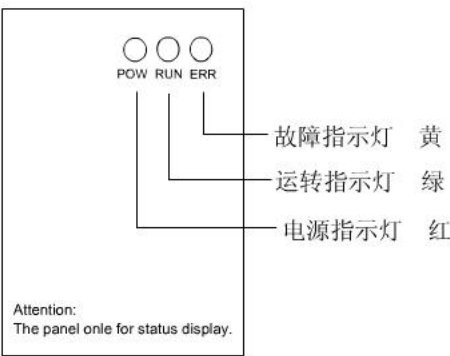 POW RUN ERR
故障指示灯 黄
运转指示灯 绿
电源指示灯 红
Attention:
The panel onle for status display.